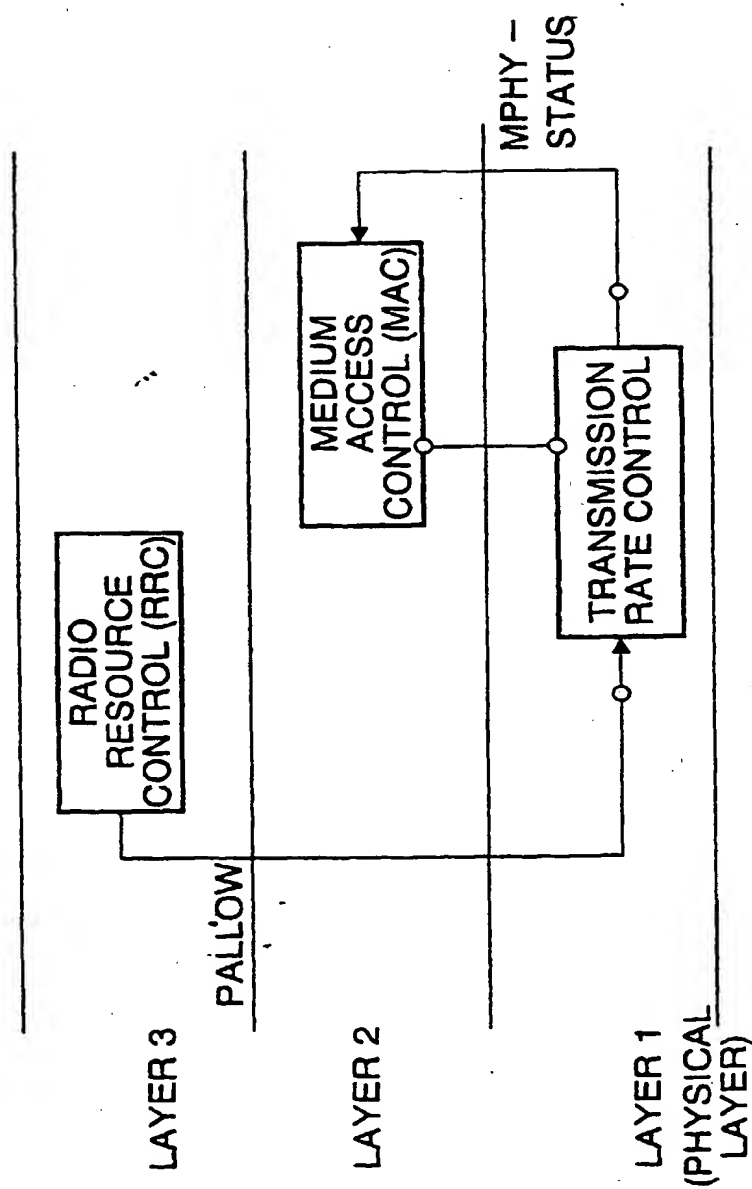 LAYER 3
RADIO
RESOURCE
CONTROL (RRC)
PALLOW
LAYER 2
MEDIUM
ACCESS
CONTROL (MAC)
MPHY –
STATUS
LAYER 1
(PHYSICAL
LAYER)
TRANSMISSION
RATE CONTROL